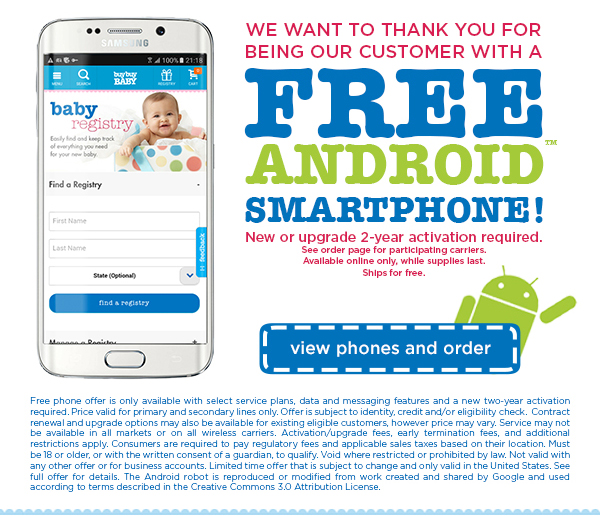 WE WANT TO THANK YOU FOR
BEING OUR CUSTOMER WITH A
FREE
ANDROID™
SMARTPHONE!
New or upgrade 2-year activation required.
See order page for participating carriers.
Available online only, while supplies last.
Ships for free.
view phones and order
SAMSUNG
100% 21:18
MENU
SEARCH
buybuy
BABY
REGISTRY
CART
baby
registry
Easily find and keep track
of everything you need
for your new baby.
Find a Registry
First Name
Last Name
State (Optional)
feedback
find a registry
Manage a Registry
Free phone offer is only available with select service plans, data and messaging features and a new two-year activation
required. Price valid for primary and secondary lines only. Offer is subject to identity, credit and/or eligibility check. Contract
renewal and upgrade options may also be available for existing eligible customers, however price may vary. Service may not
be available in all markets or on all wireless carriers. Activation/upgrade fees, early termination fees, and additional
restrictions apply. Consumers are required to pay regulatory fees and applicable sales taxes based on their location. Must
be 18 or older, or with the written consent of a guardian, to qualify. Void where restricted or prohibited by law. Not valid with
any other offer or for business accounts. Limited time offer that is subject to change and only valid in the United States. See
full offer for details. The Android robot is reproduced or modified from work created and shared by Google and used
according to terms described in the Creative Commons 3.0 Attribution License.